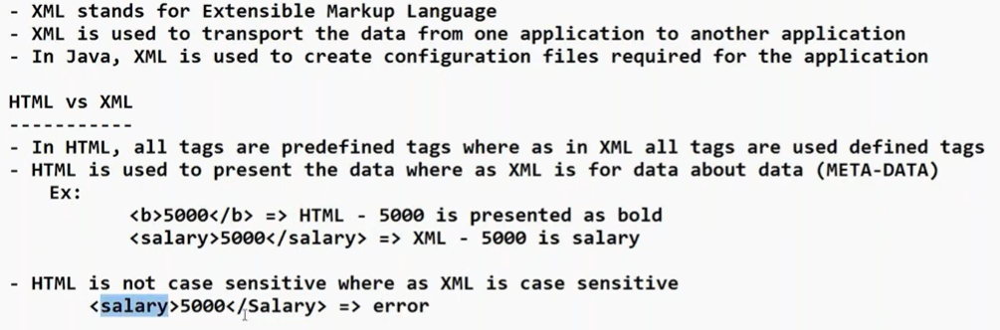 - XML stands for Extensible Markup Language
- XML is used to transport the data from one application to another application
- In Java, XML is used to create configuration files required for the application
HTML vs XML
-----------
- In HTML, all tags are predefined tags where as in XML all tags are used defined tags
- HTML is used to present the data where as XML is for data about data (META-DATA)
Ex:
<b>5000</b> => HTML - 5000 is presented as bold
<salary>5000</salary> => XML - 5000 is salary
- HTML is not case sensitive where as XML is case sensitive
<salary>5000</Salary> => error